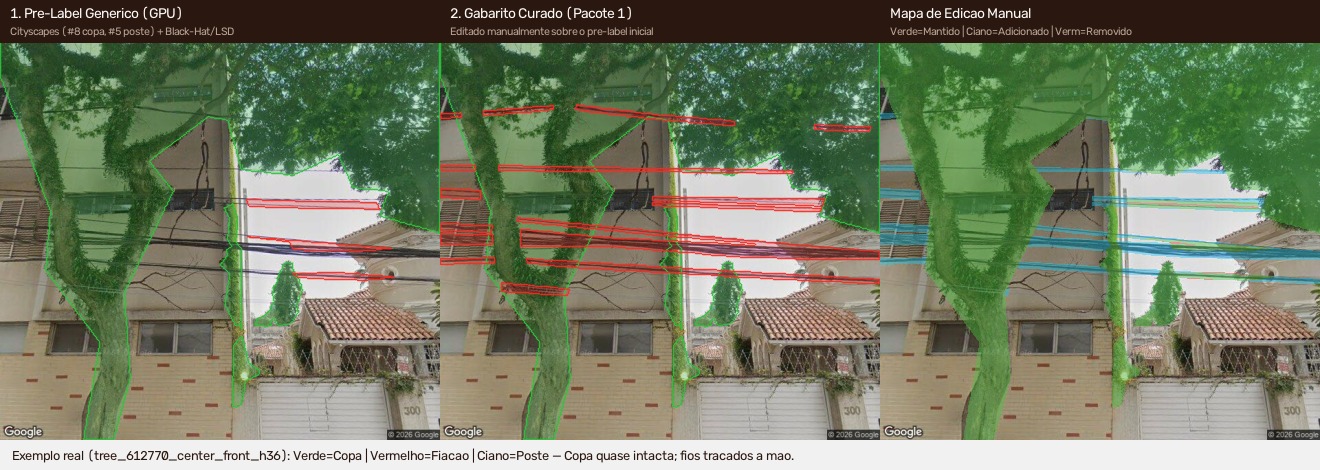 1. Pre-Label Generico (GPU)
Cityscapes (#8 copa, #5 poste) + Black-Hat/LSD
2. Gabarito Curado (Pacote 1)
Editado manualmente sobre o pre-label inicial
Mapa de Edicao Manual
Verde=Mantido | Ciano=Adicionado | Verm=Removido
300
300
300
Google
© 2026 Google
Google
© 2026 Google
Google
© 2026 Google
Exemplo real (tree_612770_center_front_h36): Verde=Copa | Vermelho=Fiacao | Ciano=Poste — Copa quase intacta; fios tracados a mao.